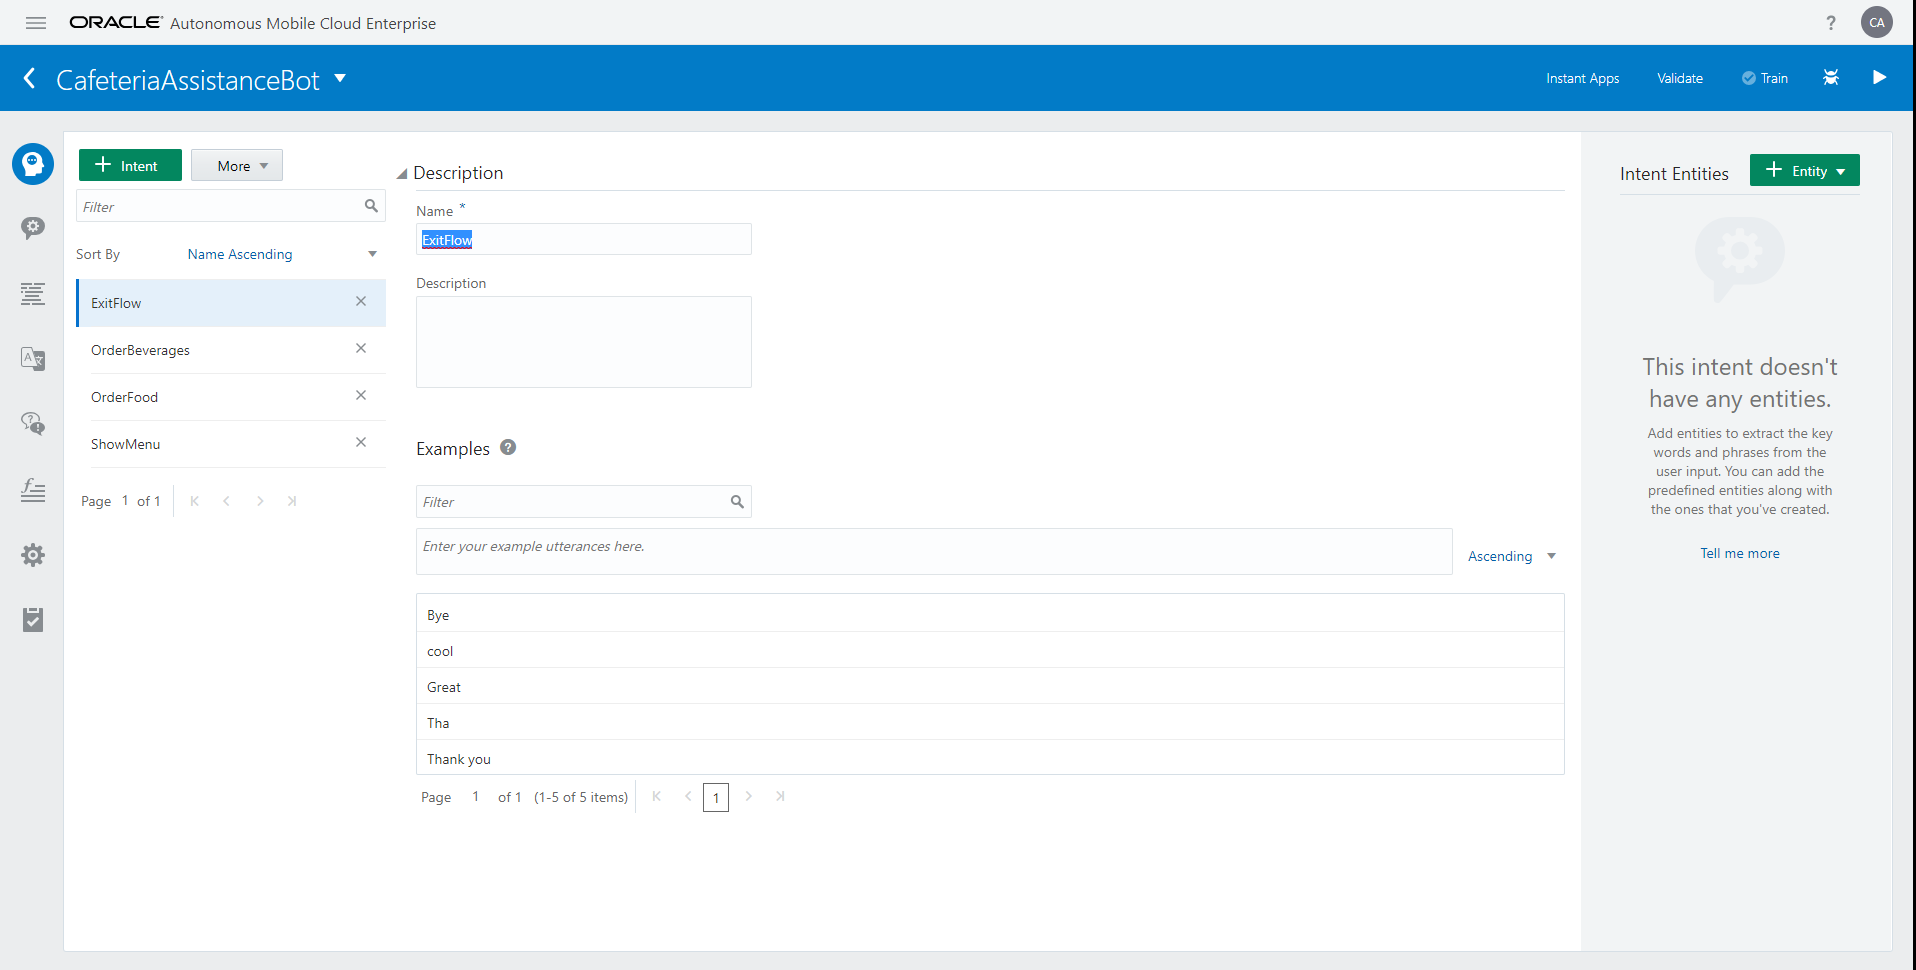 ORACLE Autonomous Mobile Cloud Enterprise ? CA
CafeteriaAssistanceBot Instant Apps Validate Train
Intent More
Filter
Sort By Name Ascending
ExitFlow
OrderBeverages
OrderFood
ShowMenu
Page 1 of 1
Description
Name *
ExitFlow
Description
Examples ?
Filter
Enter your example utterances here.
Ascending
Bye
cool
Great
Tha
Thank you
Page 1 of 1 (1-5 of 5 items) 1
Intent Entities Entity
This intent doesn't
have any entities.
Add entities to extract the key
words and phrases from the
user input. You can add the
predefined entities along with
the ones that you've created.
Tell me more